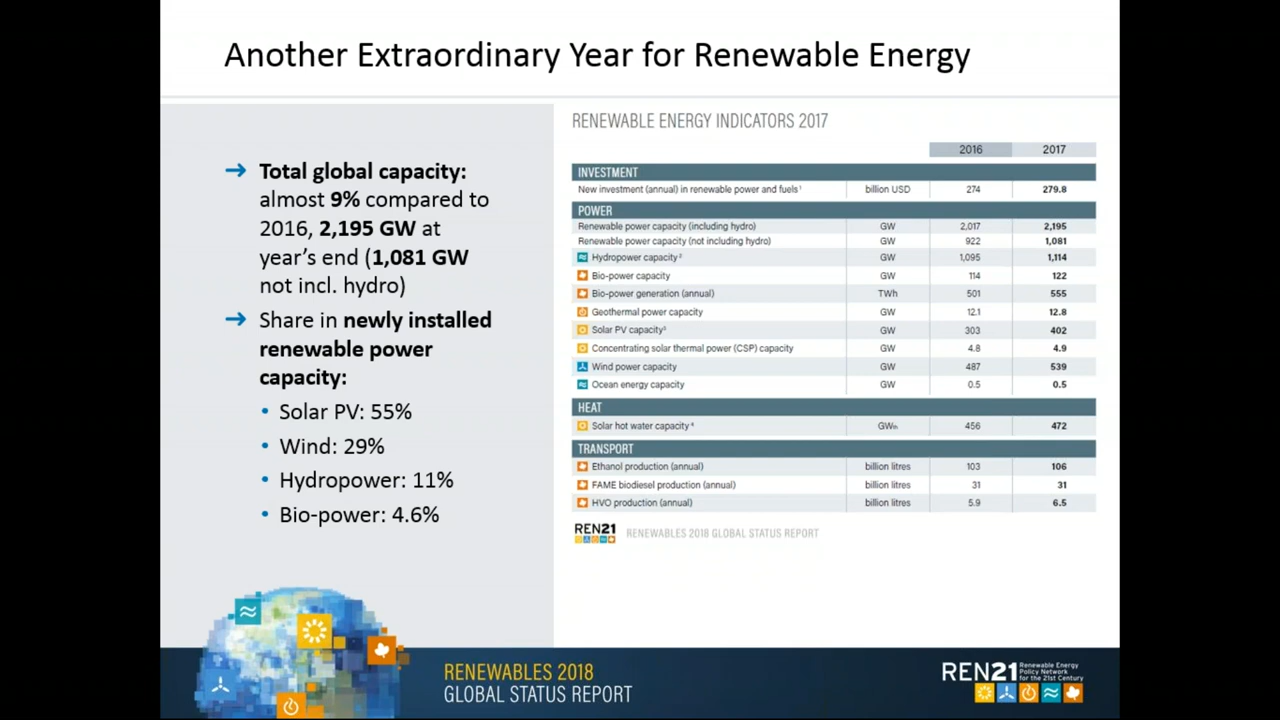 Another Extraordinary Year for Renewable Energy
→ Total global capacity:
almost 9% compared to
2016, 2,195 GW at
year’s end (1,081 GW
not incl. hydro)
→ Share in newly installed
renewable power
capacity:
• Solar PV: 55%
• Wind: 29%
• Hydropower: 11%
• Bio-power: 4.6%
RENEWABLE ENERGY INDICATORS 2017
2016 2017
INVESTMENT
New investment (annual) in renewable power and fuels¹ billion USD 274 279.8
POWER
Renewable power capacity (including hydro) GW 2,017 2,195
Renewable power capacity (not including hydro) GW 922 1,081
Hydropower capacity² GW 1,095 1,114
Bio-power capacity GW 114 122
Bio-power generation (annual) TWh 501 555
Geothermal power capacity GW 12.1 12.8
Solar PV capacity³ GW 303 402
Concentrating solar thermal power (CSP) capacity GW 4.8 4.9
Wind power capacity GW 487 539
Ocean energy capacity GW 0.5 0.5
HEAT
Solar hot water capacity⁴ GWth 456 472
TRANSPORT
Ethanol production (annual) billion litres 103 106
FAME biodiesel production (annual) billion litres 31 31
HVO production (annual) billion litres 5.9 6.5
REN21 RENEWABLES 2018 GLOBAL STATUS REPORT
RENEWABLES 2018
GLOBAL STATUS REPORT
REN21 Renewable Energy
Policy Network
for the 21st Century